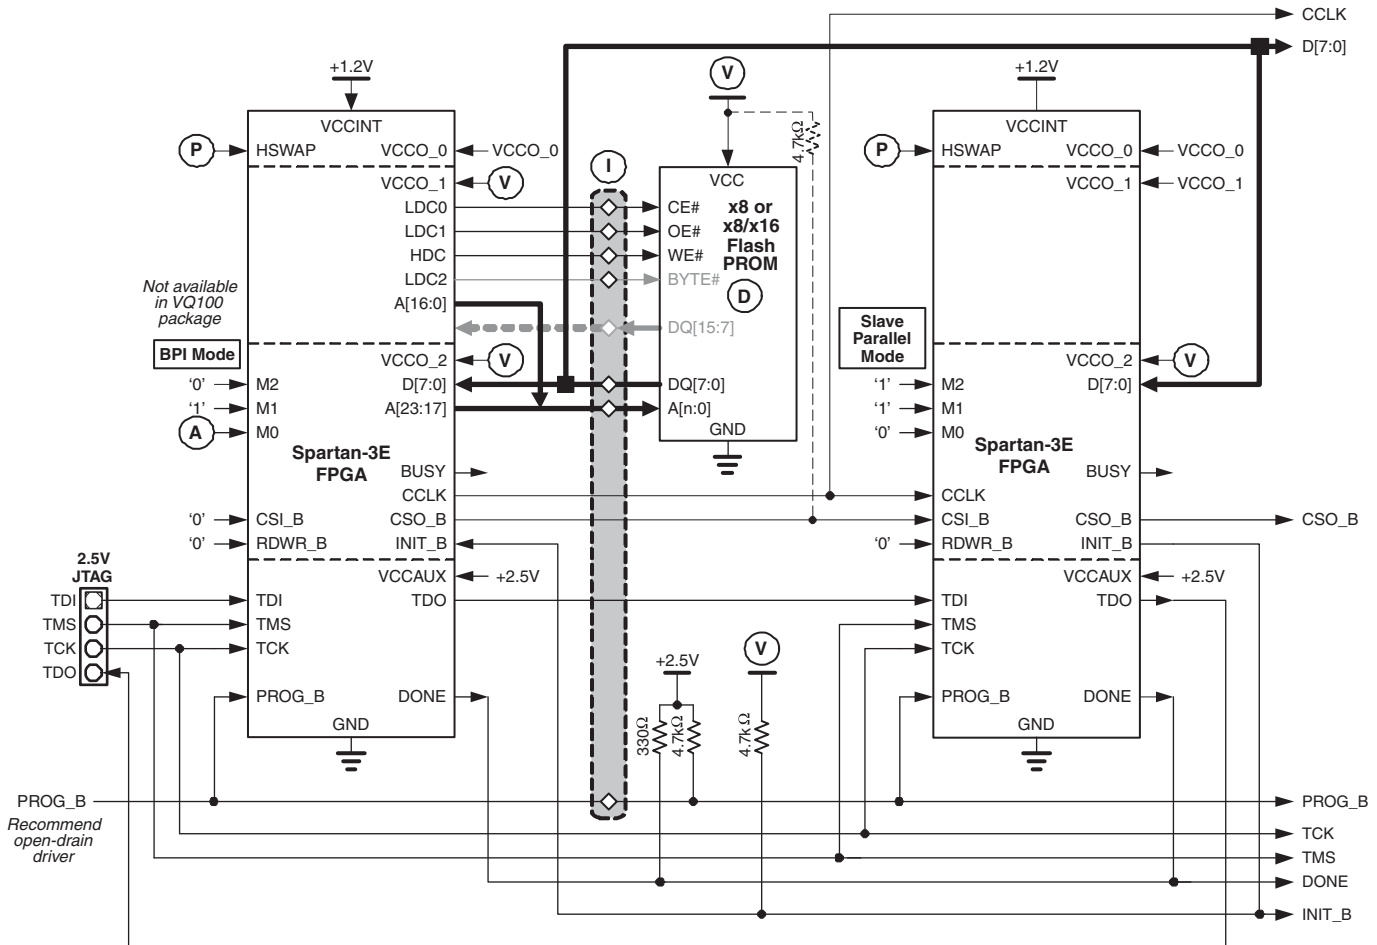 CCLK
D[7:0]
+1.2V
V
+1.2V
VCCINT
VCCINT
4.7kΩ
P
HSWAP
VCCO_0
VCCO_0
I
P
HSWAP
VCCO_0
VCCO_0
VCCO_1
V
VCC
VCCO_1
VCCO_1
LDC0
CE#
x8 or
x8/x16
Flash
PROM
LDC1
OE#
HDC
WE#
LDC2
BYTE#
D
Not available
in VQ100
package
A[16:0]
DQ[15:7]
Slave
Parallel
Mode
BPI Mode
VCCO_2
V
VCCO_2
V
'0'
M2
D[7:0]
DQ[7:0]
'1'
M2
D[7:0]
'1'
M1
A[23:17]
A[n:0]
'1'
M1
A
M0
GND
'0'
M0
Spartan-3E
FPGA
Spartan-3E
FPGA
BUSY
BUSY
CCLK
CCLK
'0'
CSI_B
CSO_B
CSI_B
CSO_B
CSO_B
'0'
RDWR_B
INIT_B
'0'
RDWR_B
INIT_B
2.5V
JTAG
VCCAUX
+2.5V
VCCAUX
+2.5V
TDI
TDI
TDO
TDI
TDO
TMS
TMS
TMS
TCK
TCK
TCK
TDO
+2.5V
V
PROG_B
DONE
PROG_B
DONE
330Ω
4.7kΩ
4.7kΩ
GND
GND
PROG_B
PROG_B
Recommend
open-drain
driver
TCK
TMS
DONE
INIT_B